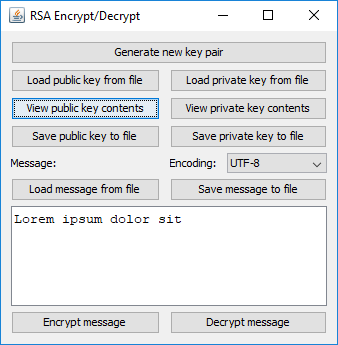 RSA Encrypt/Decrypt
Generate new key pair
Load public key from file Load private key from file
View public key contents View private key contents
Save public key to file Save private key to file
Message: Encoding: UTF-8
Load message from file Save message to file
Lorem ipsum dolor sit
Encrypt message Decrypt message